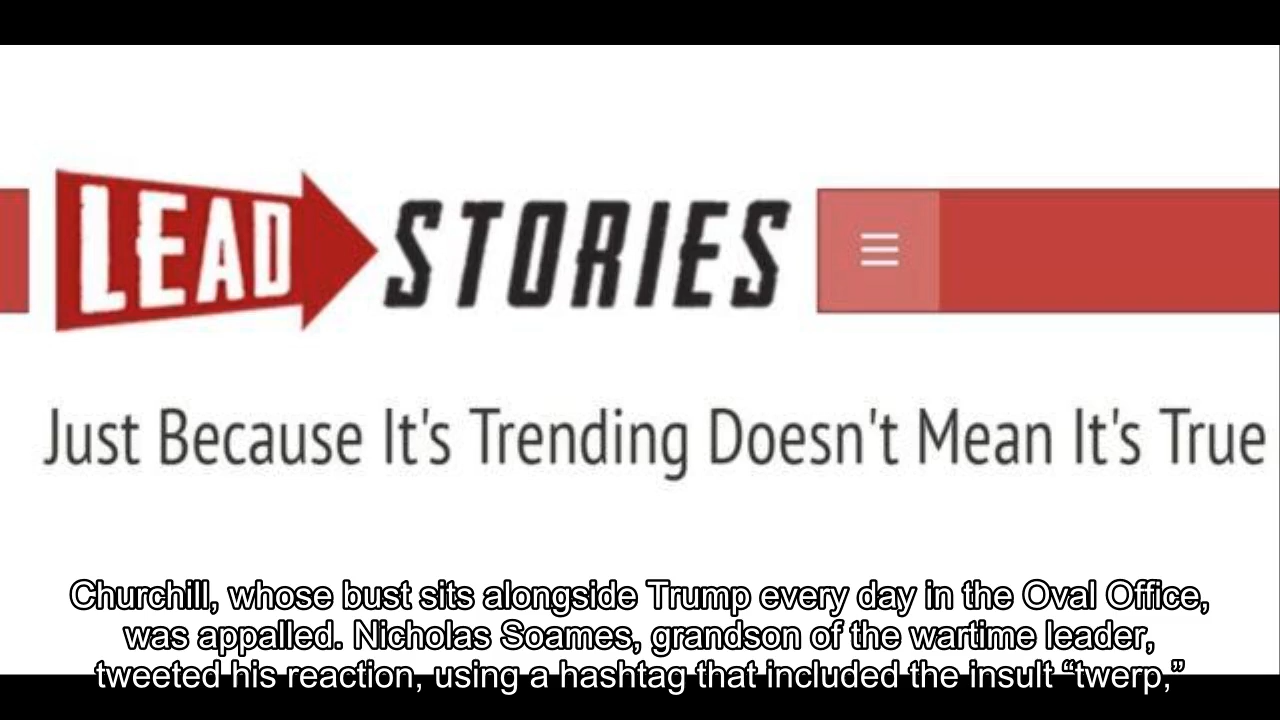 LEAD STORIES
Just Because It's Trending Doesn't Mean It's True
Churchill, whose bust sits alongside Trump every day in the Oval Office,
was appalled. Nicholas Soames, grandson of the wartime leader,
tweeted his reaction, using a hashtag that included the insult “twerp,”